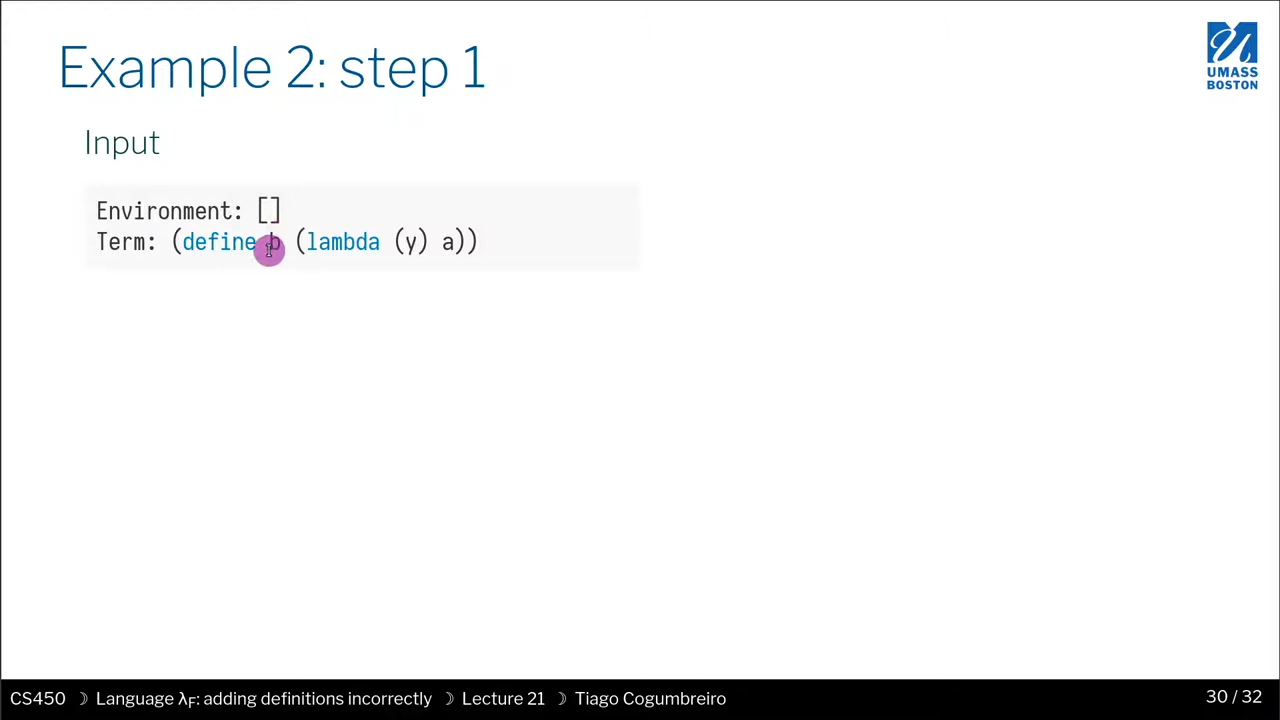 Example 2: step 1
UMASS
BOSTON
Input
Environment: []
Term: (define b (lambda (y) a))
CS450 ☽ Language λF: adding definitions incorrectly ☽ Lecture 21 ☽ Tiago Cogumbreiro 30 / 32